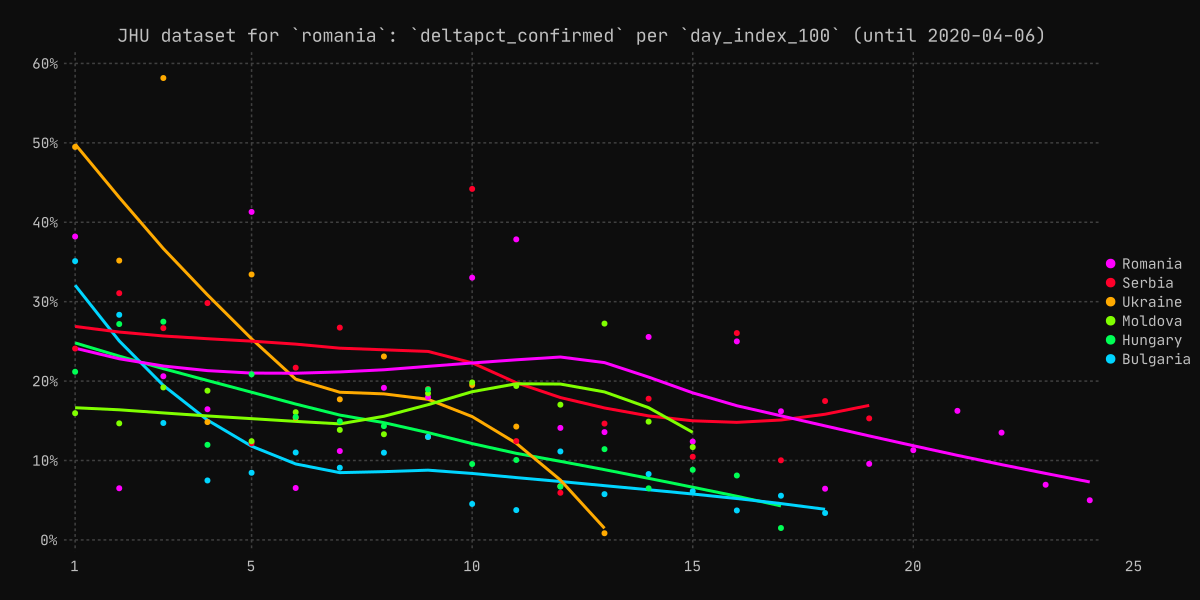 JHU dataset for `romania`: `deltapct_confirmed` per `day_index_100` (until 2020-04-06)
60%
50%
40%
30%
20%
10%
0%
1 5 10 15 20 25
Romania
Serbia
Ukraine
Moldova
Hungary
Bulgaria